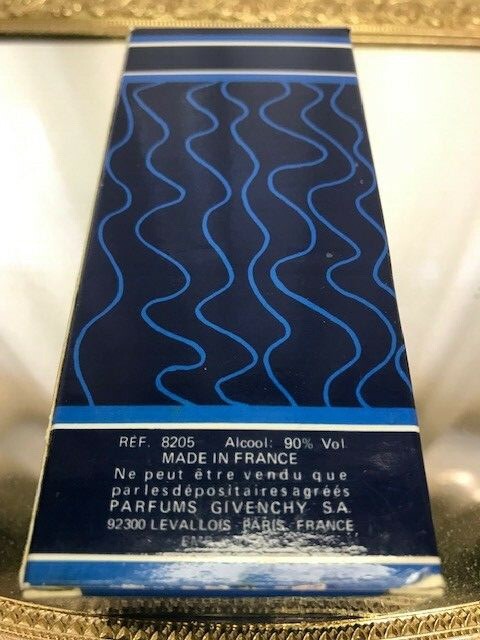 RÉF. 8205 Alcool: 90% Vol
MADE IN FRANCE
Ne peut être vendu que
par les dépositaires agréés
PARFUMS GIVENCHY S.A.
92300 LEVALLOIS PARIS FRANCE